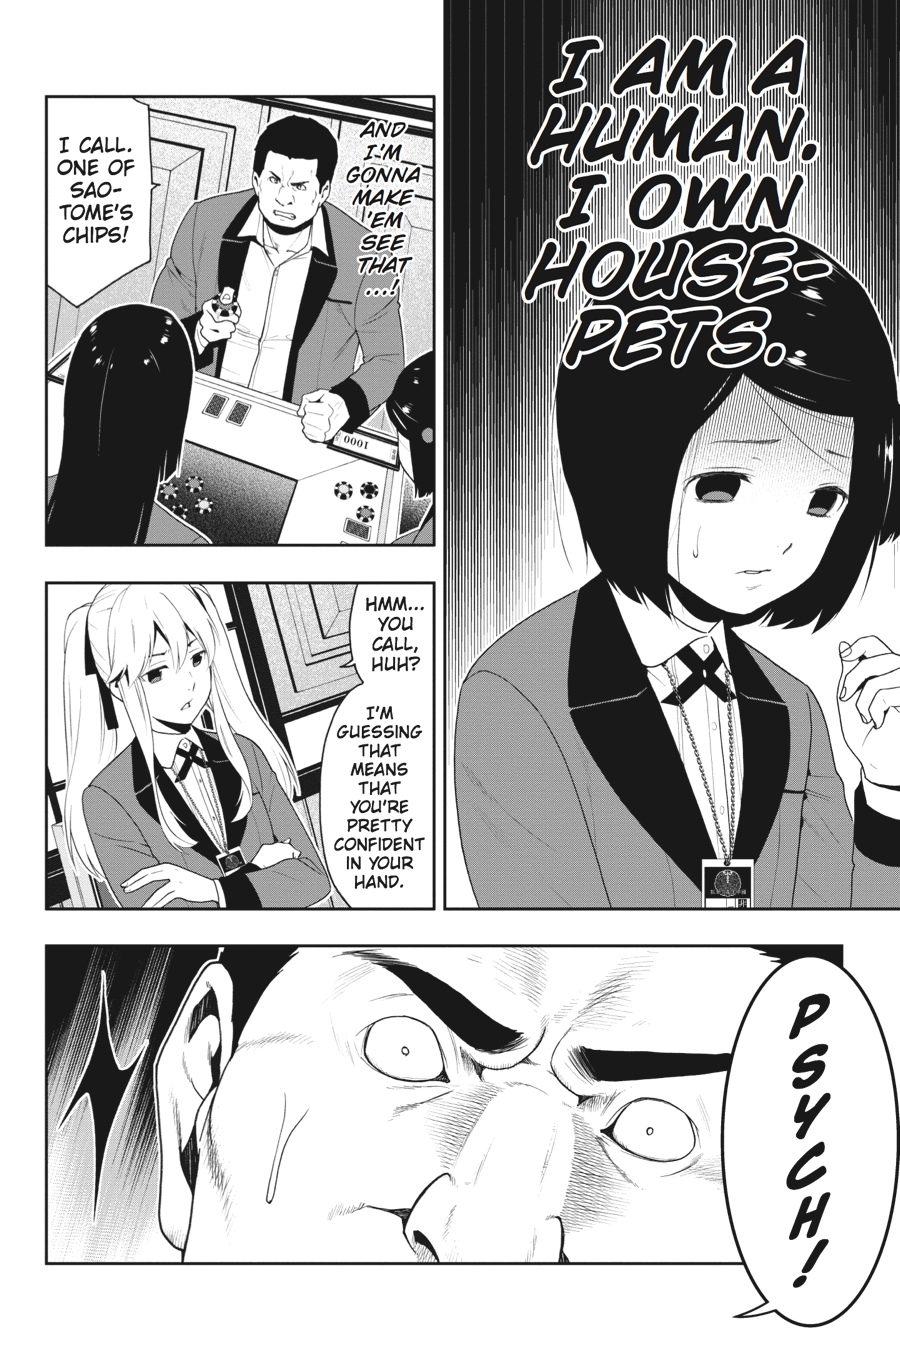 I AM A
HUMAN.
I OWN
HOUSE-
PETS.
AND
I'M
GONNA
MAKE
'EM
SEE
THAT
...!
I CALL.
ONE OF
SAO-
TOME'S
CHIPS!
1000
HMM...
YOU
CALL,
HUH?
I'M
GUESSING
THAT
MEANS
THAT
YOU'RE
PRETTY
CONFIDENT
IN YOUR
HAND.
PSYCH!